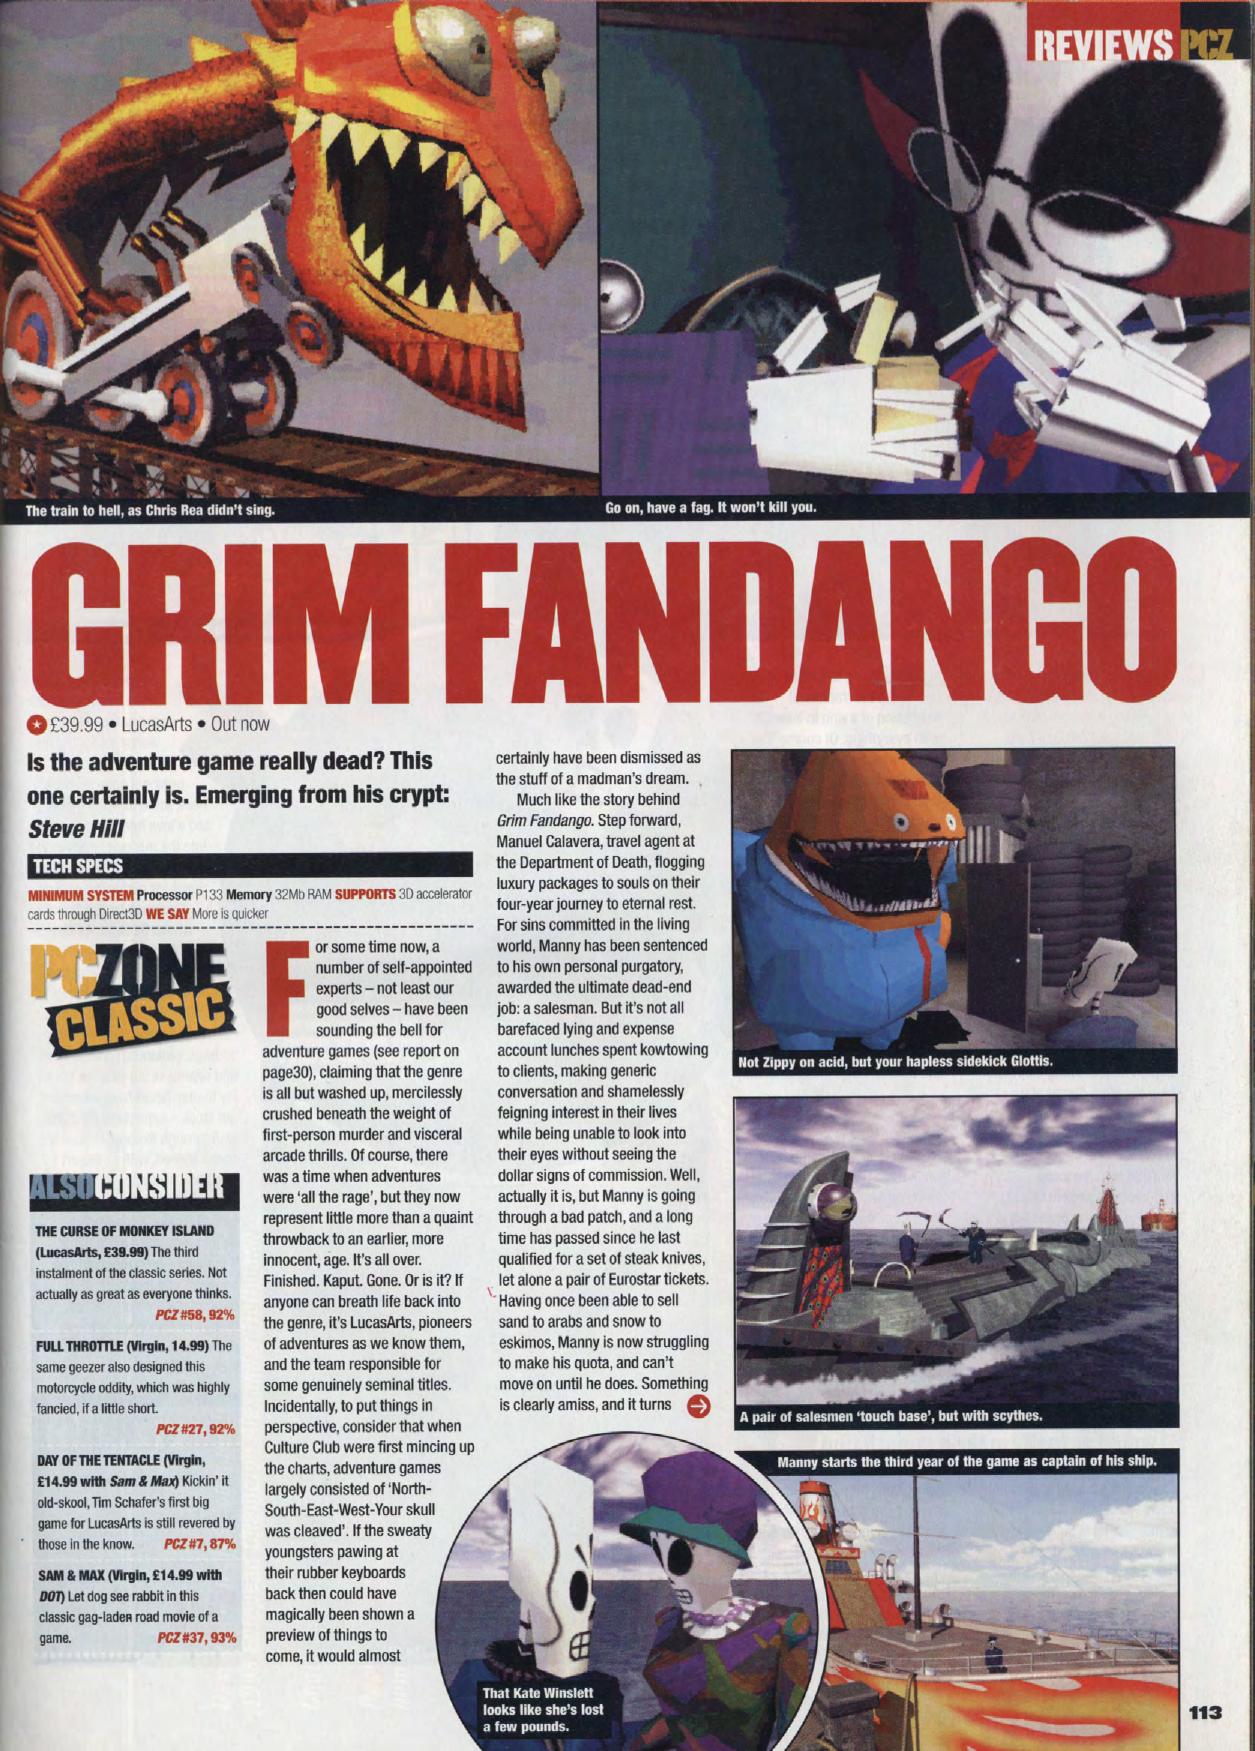 REVIEWS PCZ
The train to hell, as Chris Rea didn't sing.
Go on, have a fag. It won't kill you.
GRIM FANDANGO
£39.99 • LucasArts • Out now
Is the adventure game really dead? This
one certainly is. Emerging from his crypt:
Steve Hill
TECH SPECS
MINIMUM SYSTEM Processor P133 Memory 32Mb RAM SUPPORTS 3D accelerator
cards through Direct3D WE SAY More is quicker
PCZONE
CLASSIC
ALSO CONSIDER
THE CURSE OF MONKEY ISLAND
(LucasArts, £39.99) The third
instalment of the classic series. Not
actually as great as everyone thinks.
PCZ #58, 92%
FULL THROTTLE (Virgin, 14.99) The
same geezer also designed this
motorcycle oddity, which was highly
fancied, if a little short.
PCZ #27, 92%
DAY OF THE TENTACLE (Virgin,
£14.99 with Sam & Max) Kickin' it
old-skool, Tim Schafer's first big
game for LucasArts is still revered by
those in the know. PCZ #7, 87%
SAM & MAX (Virgin, £14.99 with
DOT) Let dog see rabbit in this
classic gag-laden road movie of a
game. PCZ #37, 93%
For some time now, a
number of self-appointed
experts – not least our
good selves – have been
sounding the bell for
adventure games (see report on
page30), claiming that the genre
is all but washed up, mercilessly
crushed beneath the weight of
first-person murder and visceral
arcade thrills. Of course, there
was a time when adventures
were 'all the rage', but they now
represent little more than a quaint
throwback to an earlier, more
innocent, age. It's all over.
Finished. Kaput. Gone. Or is it? If
anyone can breath life back into
the genre, it's LucasArts, pioneers
of adventures as we know them,
and the team responsible for
some genuinely seminal titles.
Incidentally, to put things in
perspective, consider that when
Culture Club were first mincing up
the charts, adventure games
largely consisted of 'North-
South-East-West-Your skull
was cleaved'. If the sweaty
youngsters pawing at
their rubber keyboards
back then could have
magically been shown a
preview of things to
come, it would almost
certainly have been dismissed as
the stuff of a madman's dream.
Much like the story behind
Grim Fandango. Step forward,
Manuel Calavera, travel agent at
the Department of Death, flogging
luxury packages to souls on their
four-year journey to eternal rest.
For sins committed in the living
world, Manny has been sentenced
to his own personal purgatory,
awarded the ultimate dead-end
job: a salesman. But it's not all
barefaced lying and expense
account lunches spent kowtowing
to clients, making generic
conversation and shamelessly
feigning interest in their lives
while being unable to look into
their eyes without seeing the
dollar signs of commission. Well,
actually it is, but Manny is going
through a bad patch, and a long
time has passed since he last
qualified for a set of steak knives,
let alone a pair of Eurostar tickets.
Having once been able to sell
sand to arabs and snow to
eskimos, Manny is now struggling
to make his quota, and can't
move on until he does. Something
is clearly amiss, and it turns
Not Zippy on acid, but your hapless sidekick Glottis.
A pair of salesmen 'touch base', but with scythes.
Manny starts the third year of the game as captain of his ship.
That Kate Winslett
looks like she's lost
a few pounds.
113